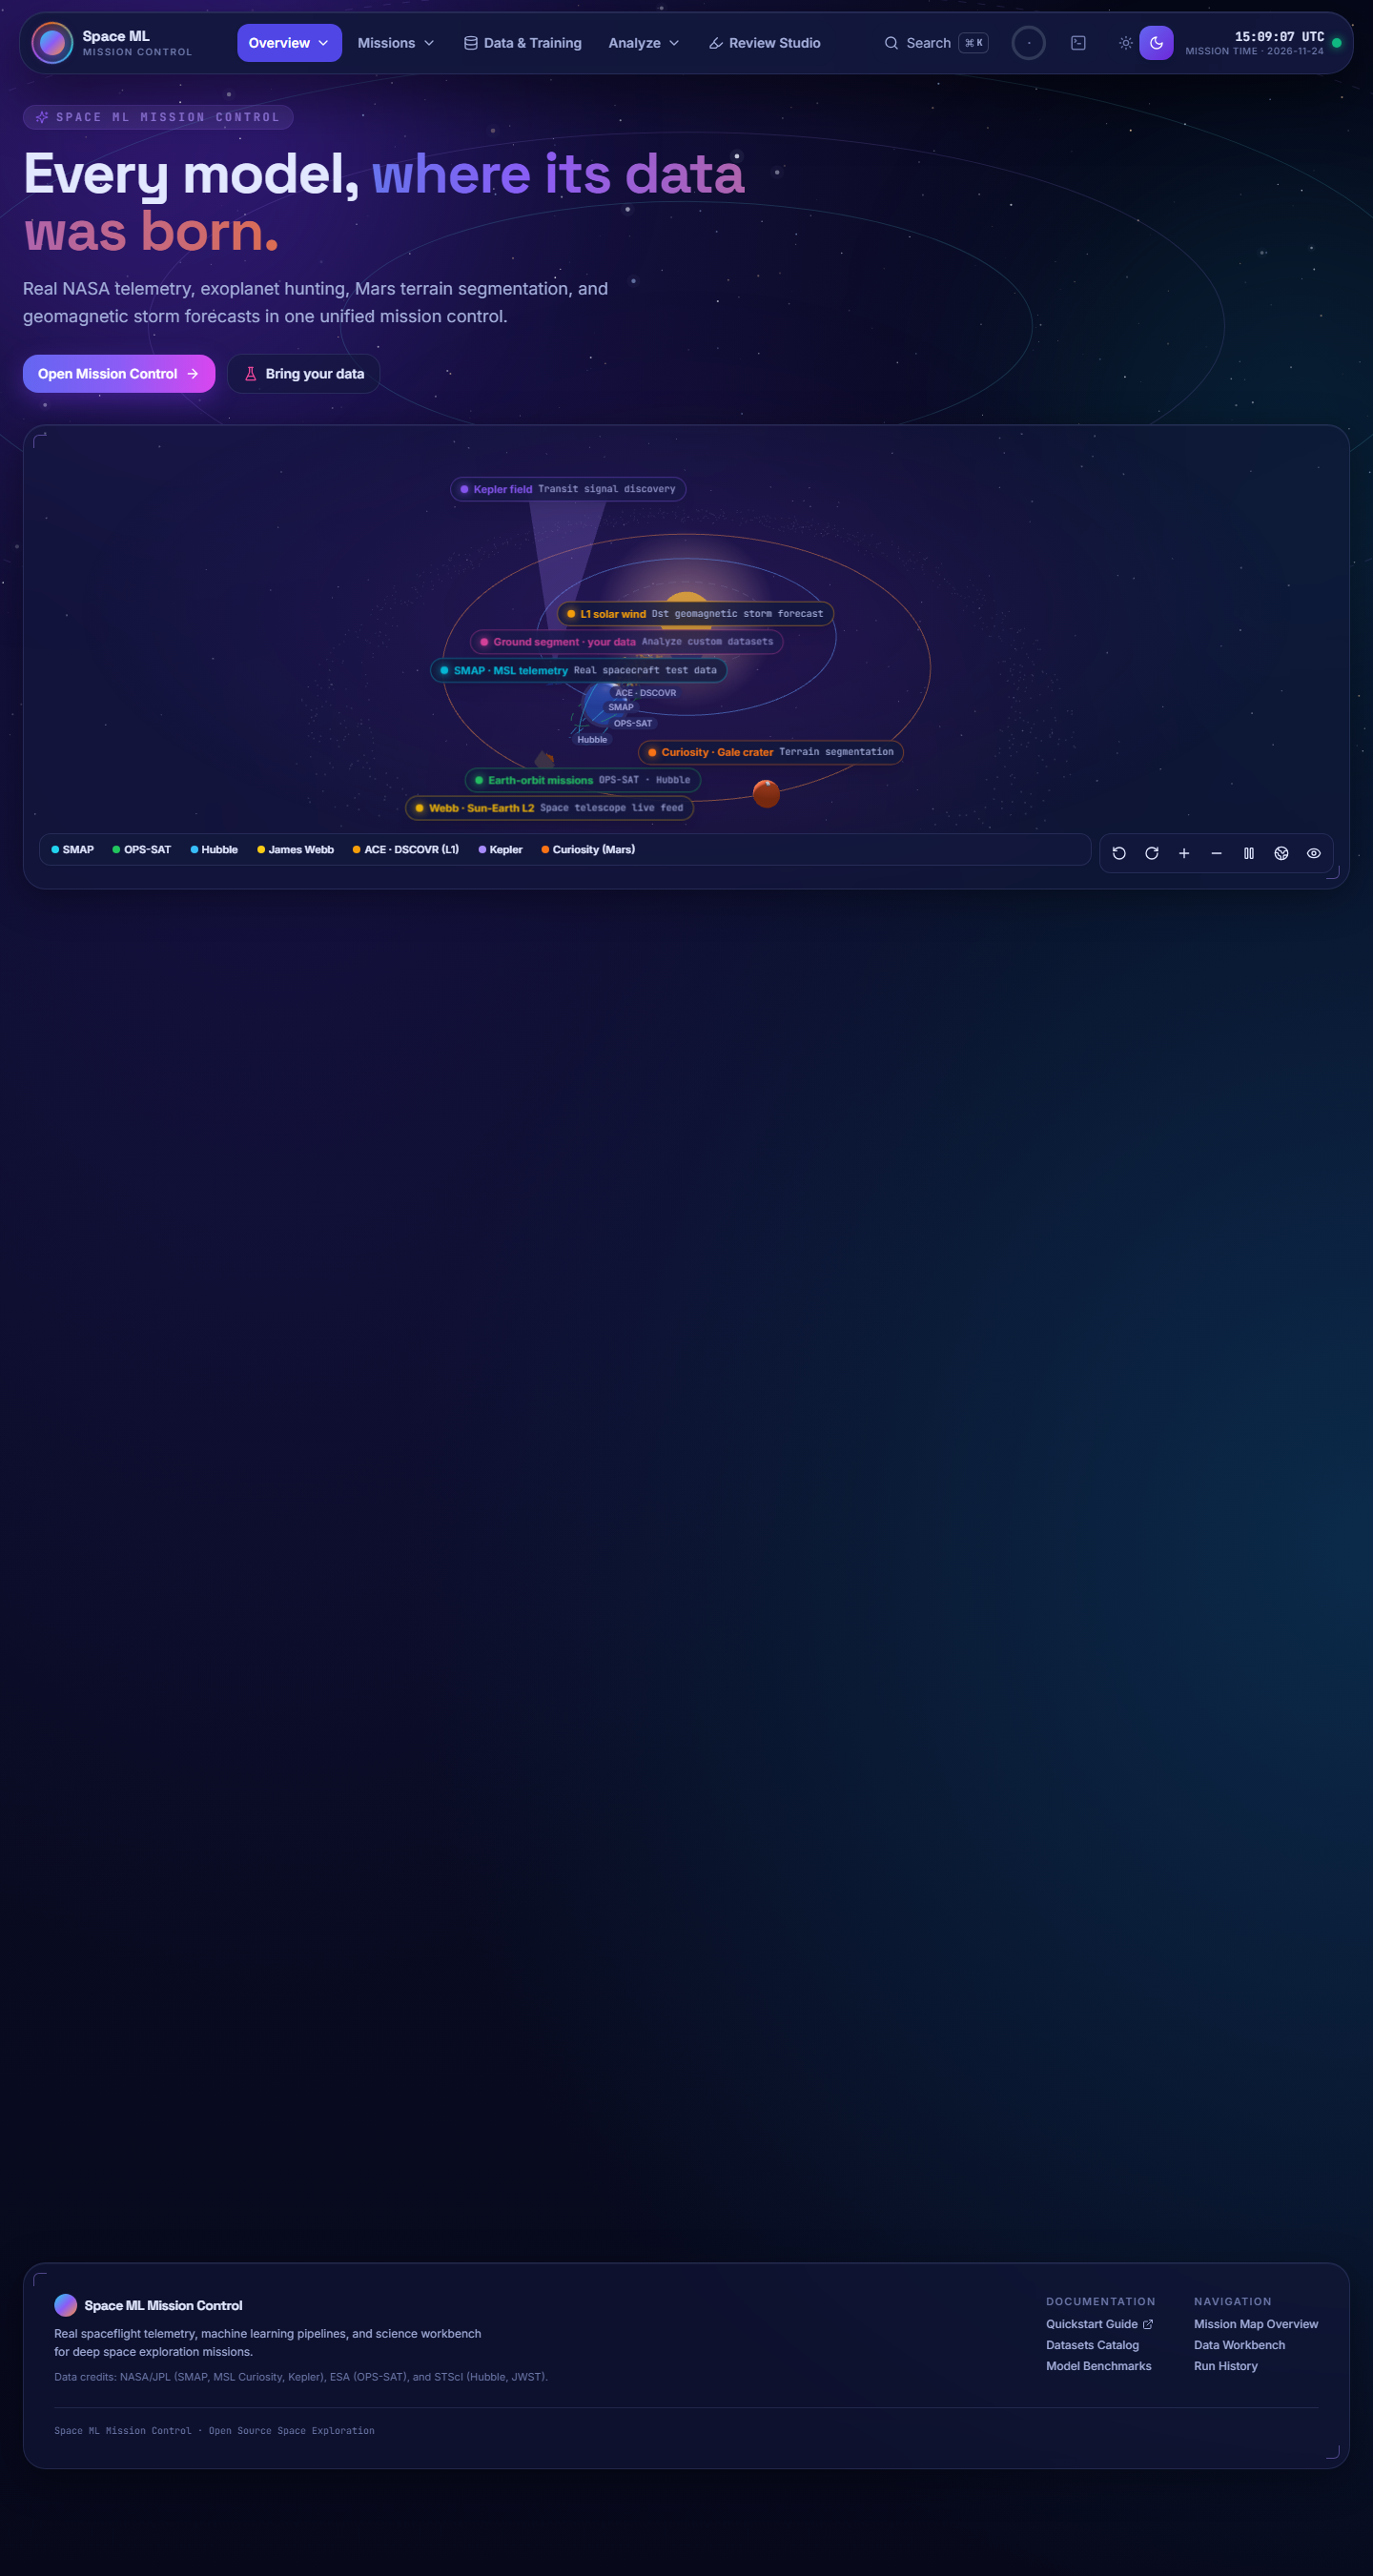 Space ML
MISSION CONTROL
Overview
Missions
Data & Training
Analyze
Review Studio
Search
⌘ K
15:09:07 UTC
MISSION TIME · 2026-11-24
SPACE ML MISSION CONTROL
Every model, where its data
was born.
Real NASA telemetry, exoplanet hunting, Mars terrain segmentation, and
geomagnetic storm forecasts in one unified mission control.
Open Mission Control
Bring your data
Kepler field Transit signal discovery
L1 solar wind Dst geomagnetic storm forecast
Ground segment · your data Analyze custom datasets
SMAP · MSL telemetry Real spacecraft test data
ACE · DSCOVR
SMAP
OPS-SAT
Hubble
Curiosity · Gale crater Terrain segmentation
Earth-orbit missions OPS-SAT · Hubble
Webb · Sun-Earth L2 Space telescope live feed
SMAP
OPS-SAT
Hubble
James Webb
ACE · DSCOVR (L1)
Kepler
Curiosity (Mars)
Space ML Mission Control
Real spaceflight telemetry, machine learning pipelines, and science workbench
for deep space exploration missions.
Data credits: NASA/JPL (SMAP, MSL Curiosity, Kepler), ESA (OPS-SAT), and STScI (Hubble, JWST).
DOCUMENTATION
Quickstart Guide
Datasets Catalog
Model Benchmarks
NAVIGATION
Mission Map Overview
Data Workbench
Run History
Space ML Mission Control · Open Source Space Exploration